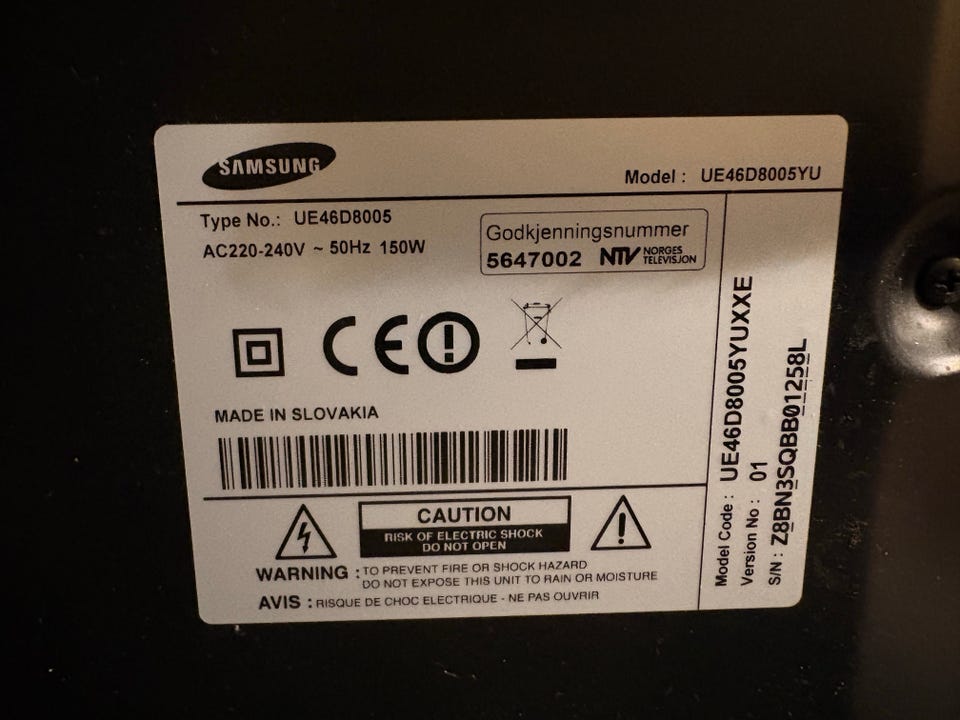 SAMSUNG
Model : UE46D8005YU
Type No.: UE46D8005
AC220-240V ~ 50Hz 150W
Godkjenningsnummer
5647002 NTV NORGES TELEVISJON
CE
MADE IN SLOVAKIA
CAUTION
RISK OF ELECTRIC SHOCK
DO NOT OPEN
WARNING : TO PREVENT FIRE OR SHOCK HAZARD
DO NOT EXPOSE THIS UNIT TO RAIN OR MOISTURE
AVIS : RISQUE DE CHOC ELECTRIQUE - NE PAS OUVRIR
Model Code : UE46D8005YUXXE
Version No : 01
S/N : Z8BN3SQBB01258L